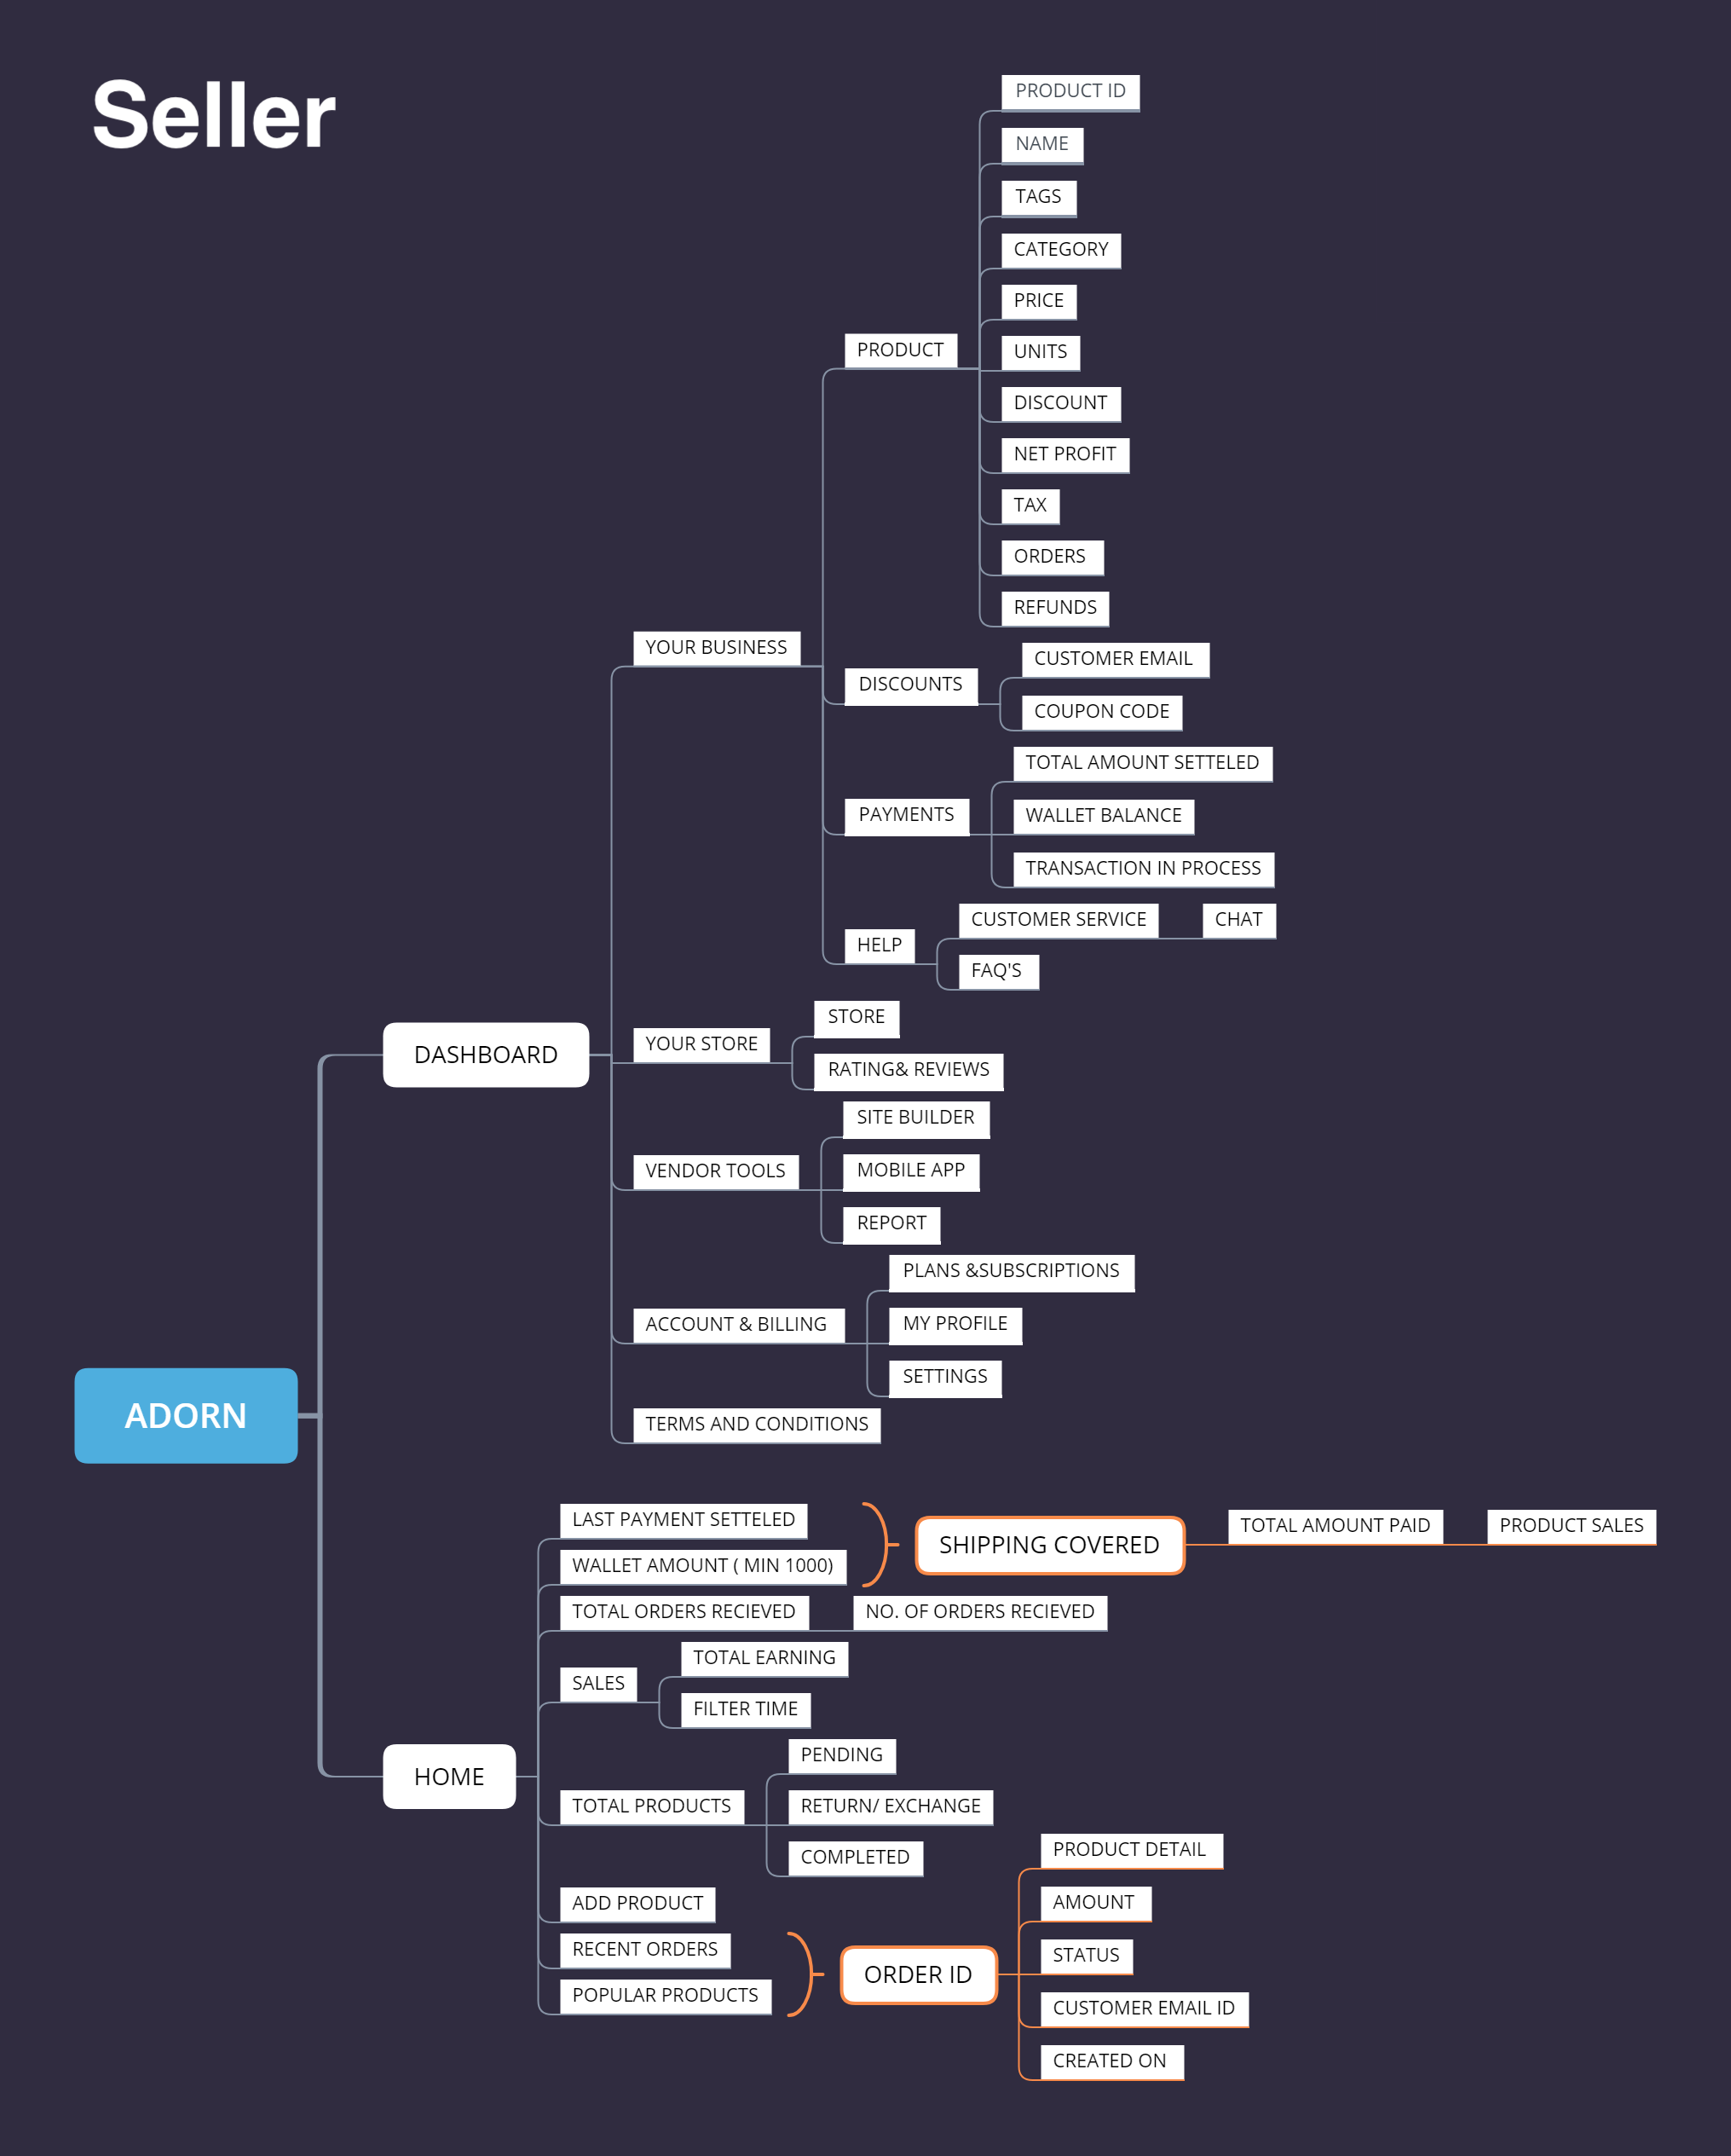 Seller
PRODUCT ID
NAME
TAGS
CATEGORY
PRICE
UNITS
PRODUCT
DISCOUNT
NET PROFIT
TAX
ORDERS
REFUNDS
YOUR BUSINESS
CUSTOMER EMAIL
DISCOUNTS
COUPON CODE
TOTAL AMOUNT SETTELED
PAYMENTS
WALLET BALANCE
TRANSACTION IN PROCESS
CUSTOMER SERVICE
CHAT
HELP
FAQ'S
DASHBOARD
STORE
YOUR STORE
RATING& REVIEWS
SITE BUILDER
VENDOR TOOLS
MOBILE APP
REPORT
PLANS &SUBSCRIPTIONS
ACCOUNT & BILLING
MY PROFILE
SETTINGS
TERMS AND CONDITIONS
ADORN
LAST PAYMENT SETTELED
WALLET AMOUNT ( MIN 1000)
SHIPPING COVERED
TOTAL AMOUNT PAID
PRODUCT SALES
TOTAL ORDERS RECIEVED
NO. OF ORDERS RECIEVED
TOTAL EARNING
SALES
FILTER TIME
HOME
PENDING
TOTAL PRODUCTS
RETURN/ EXCHANGE
COMPLETED
ADD PRODUCT
RECENT ORDERS
POPULAR PRODUCTS
ORDER ID
PRODUCT DETAIL
AMOUNT
STATUS
CUSTOMER EMAIL ID
CREATED ON